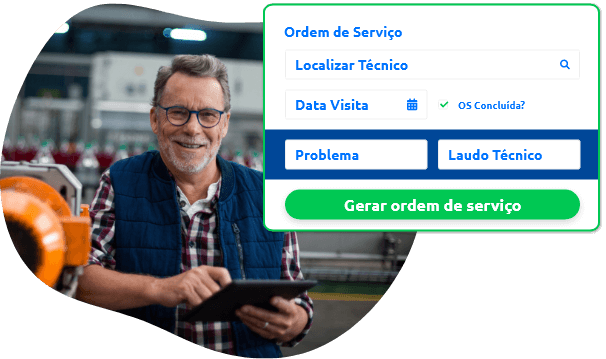 Ordem de Serviço
Localizar Técnico
Data Visita
OS Concluída?
Problema
Laudo Técnico
Gerar ordem de serviço